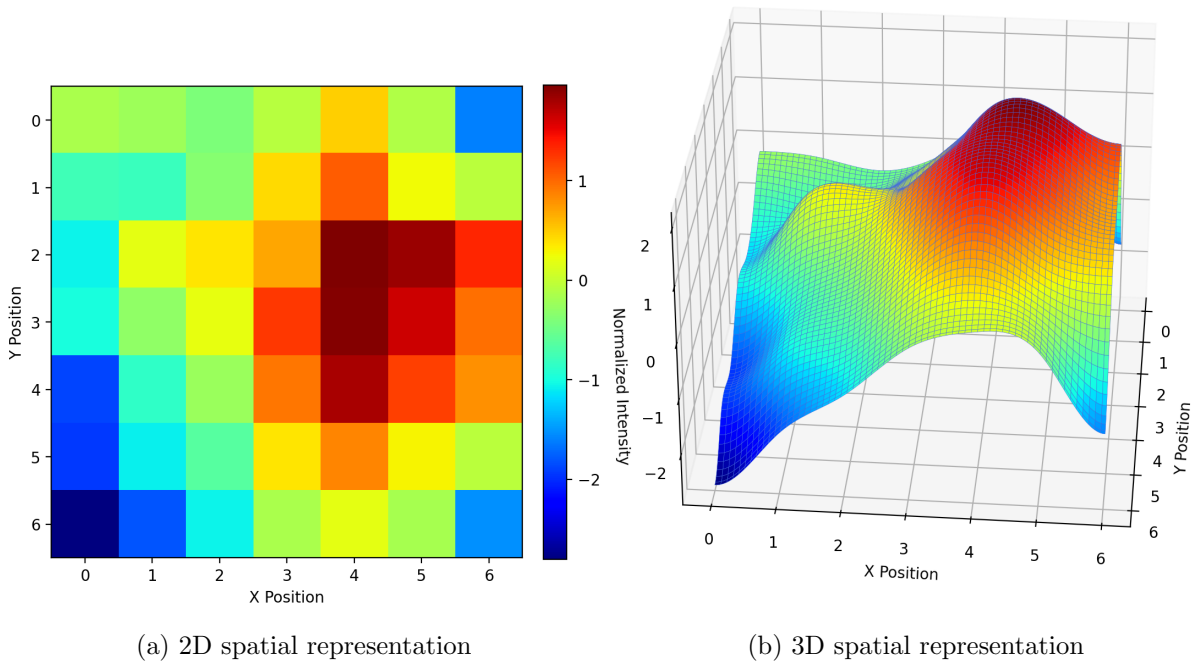 0
1
2
3
4
5
6
Y Position
0 1 2 3 4 5 6
X Position
1
0
−1
−2
2
1
0
−1
−2
Normalized Intensity
0 1 2 3 4 5 6
X Position
0
1
2
3
4
5
6
Y Position
(a) 2D spatial representation
(b) 3D spatial representation